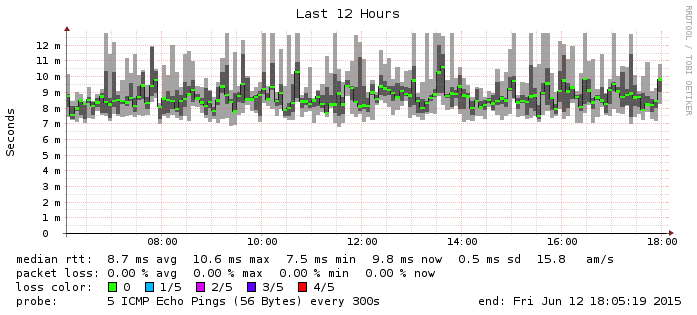 Last 12 Hours
RRDTOOL / TOBI OETIKER
Seconds
12 m
11 m
10 m
9 m
8 m
7 m
6 m
5 m
4 m
3 m
2 m
1 m
0
08:00 10:00 12:00 14:00 16:00 18:00
median rtt: 8.7 ms avg 10.6 ms max 7.5 ms min 9.8 ms now 0.5 ms sd 15.8 am/s
packet loss: 0.00 % avg 0.00 % max 0.00 % min 0.00 % now
loss color: 0 1/5 2/5 3/5 4/5
probe: 5 ICMP Echo Pings (56 Bytes) every 300s end: Fri Jun 12 18:05:19 2015